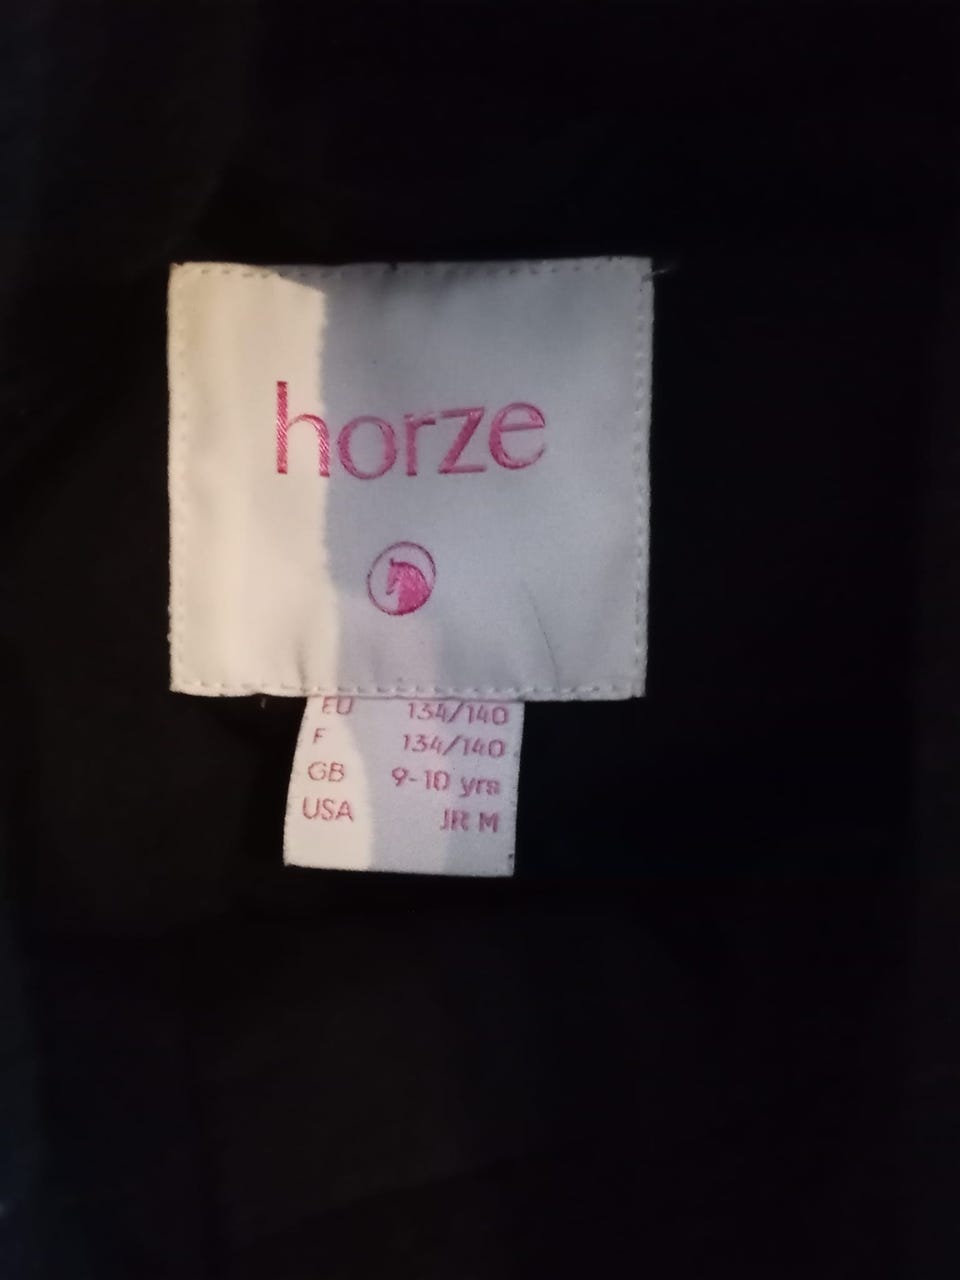 horze
EU 134/140
F 134/140
GB 9-10 yrs
USA JR M